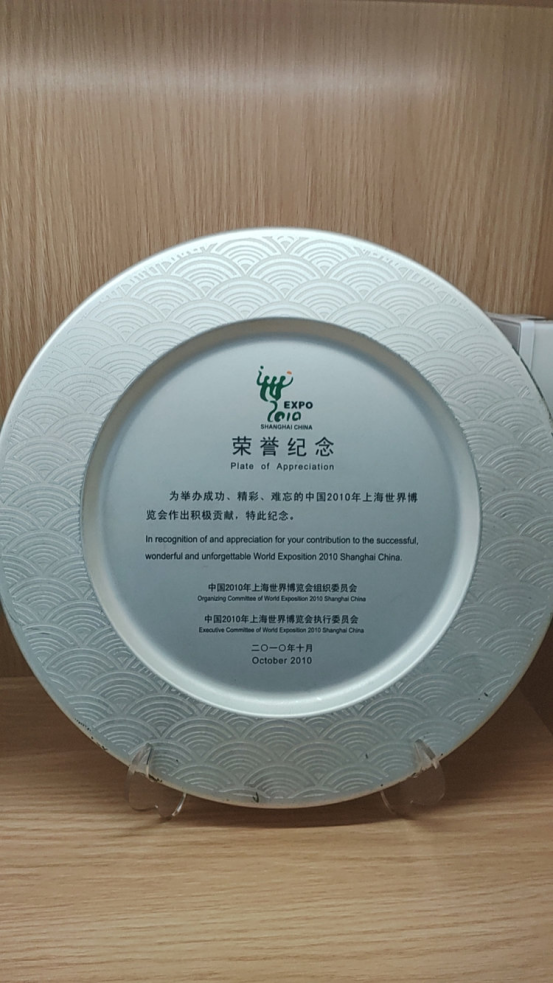 EXPO
2010
SHANGHAI CHINA
荣誉纪念
Plate of Appreciation
为举办成功、精彩、难忘的中国2010年上海世界博
览会作出积极贡献，特此纪念。
In recognition of and appreciation for your contribution to the successful,
wonderful and unforgettable World Exposition 2010 Shanghai China.
中国2010年上海世界博览会组织委员会
Organizing Committee of World Exposition 2010 Shanghai China
中国2010年上海世界博览会执行委员会
Executive Committee of World Exposition 2010 Shanghai China
二〇一〇年十月
October 2010